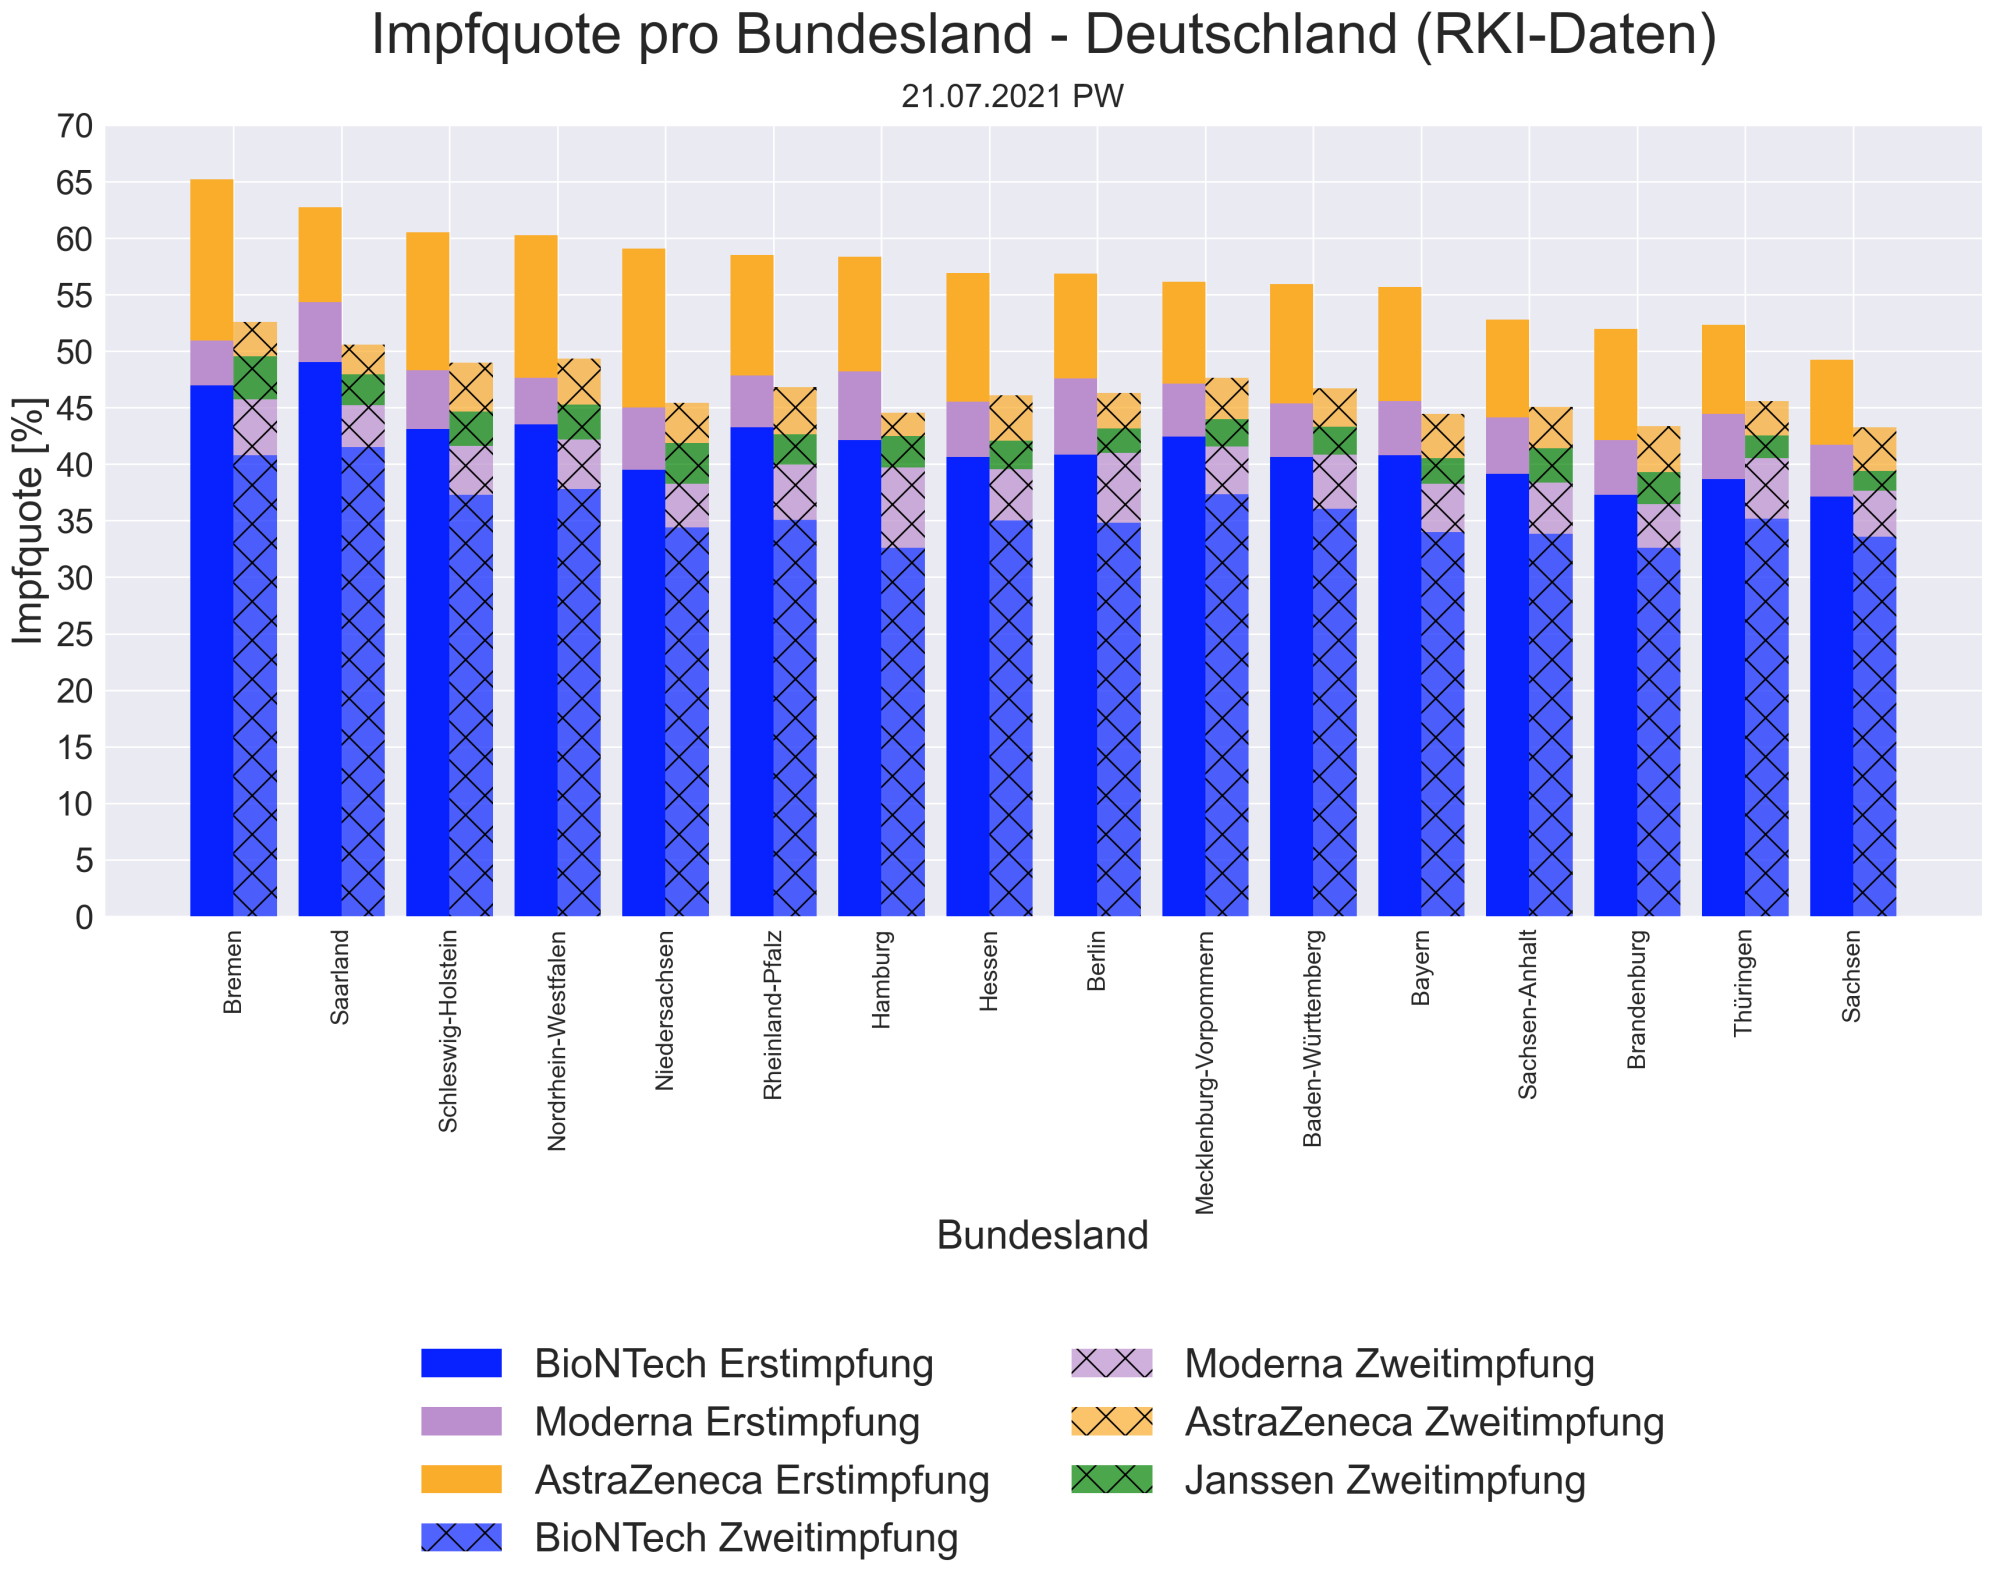 Impfquote pro Bundesland - Deutschland (RKI-Daten)
21.07.2021 PW
70
65
60
55
50
45
40
35
30
25
20
15
10
5
0
Impfquote [%]
Bremen
Saarland
Schleswig-Holstein
Nordrhein-Westfalen
Niedersachsen
Rheinland-Pfalz
Hamburg
Hessen
Berlin
Mecklenburg-Vorpommern
Baden-Württemberg
Bayern
Sachsen-Anhalt
Brandenburg
Thüringen
Sachsen
Bundesland
BioNTech Erstimpfung
Moderna Erstimpfung
AstraZeneca Erstimpfung
BioNTech Zweitimpfung
Moderna Zweitimpfung
AstraZeneca Zweitimpfung
Janssen Zweitimpfung